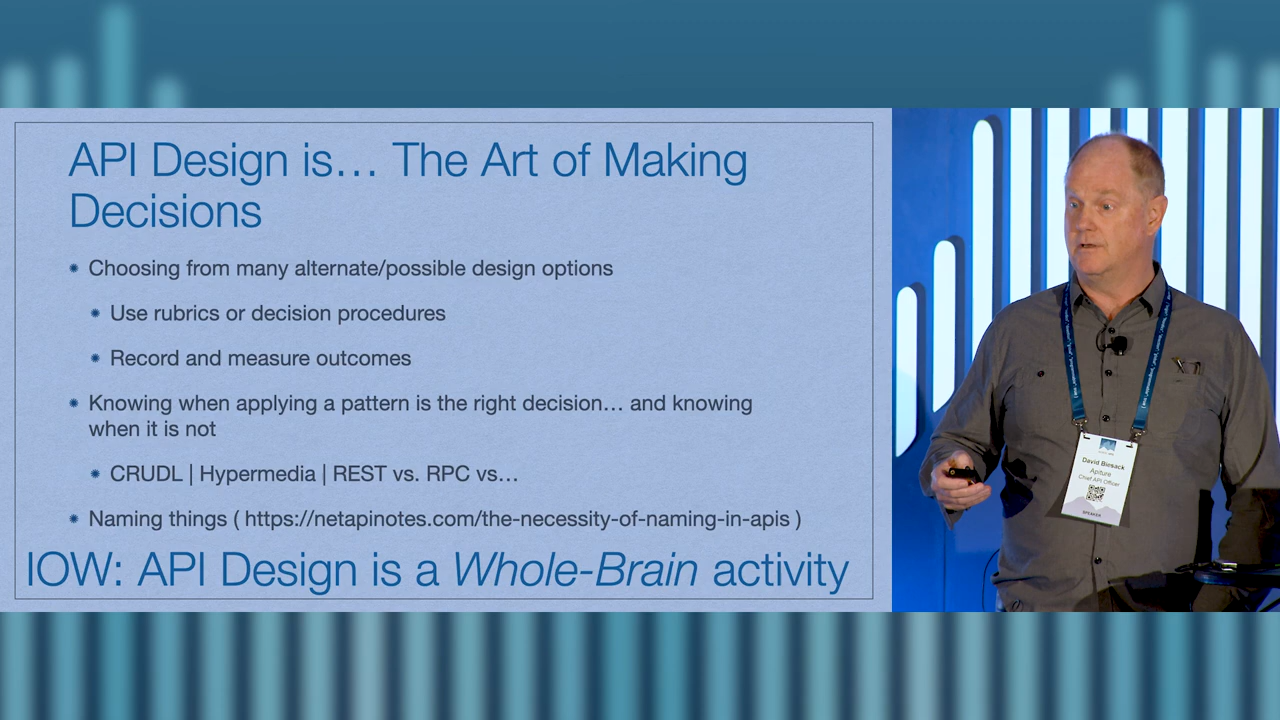 API Design is… The Art of Making
Decisions
Choosing from many alternate/possible design options
Use rubrics or decision procedures
Record and measure outcomes
Knowing when applying a pattern is the right decision… and knowing
when it is not
CRUDL | Hypermedia | REST vs. RPC vs…
Naming things ( https://netapinotes.com/the-necessity-of-naming-in-apis )
IOW: API Design is a Whole-Brain activity
David Biesack
Apiture
Chief API Officer
SPEAKER